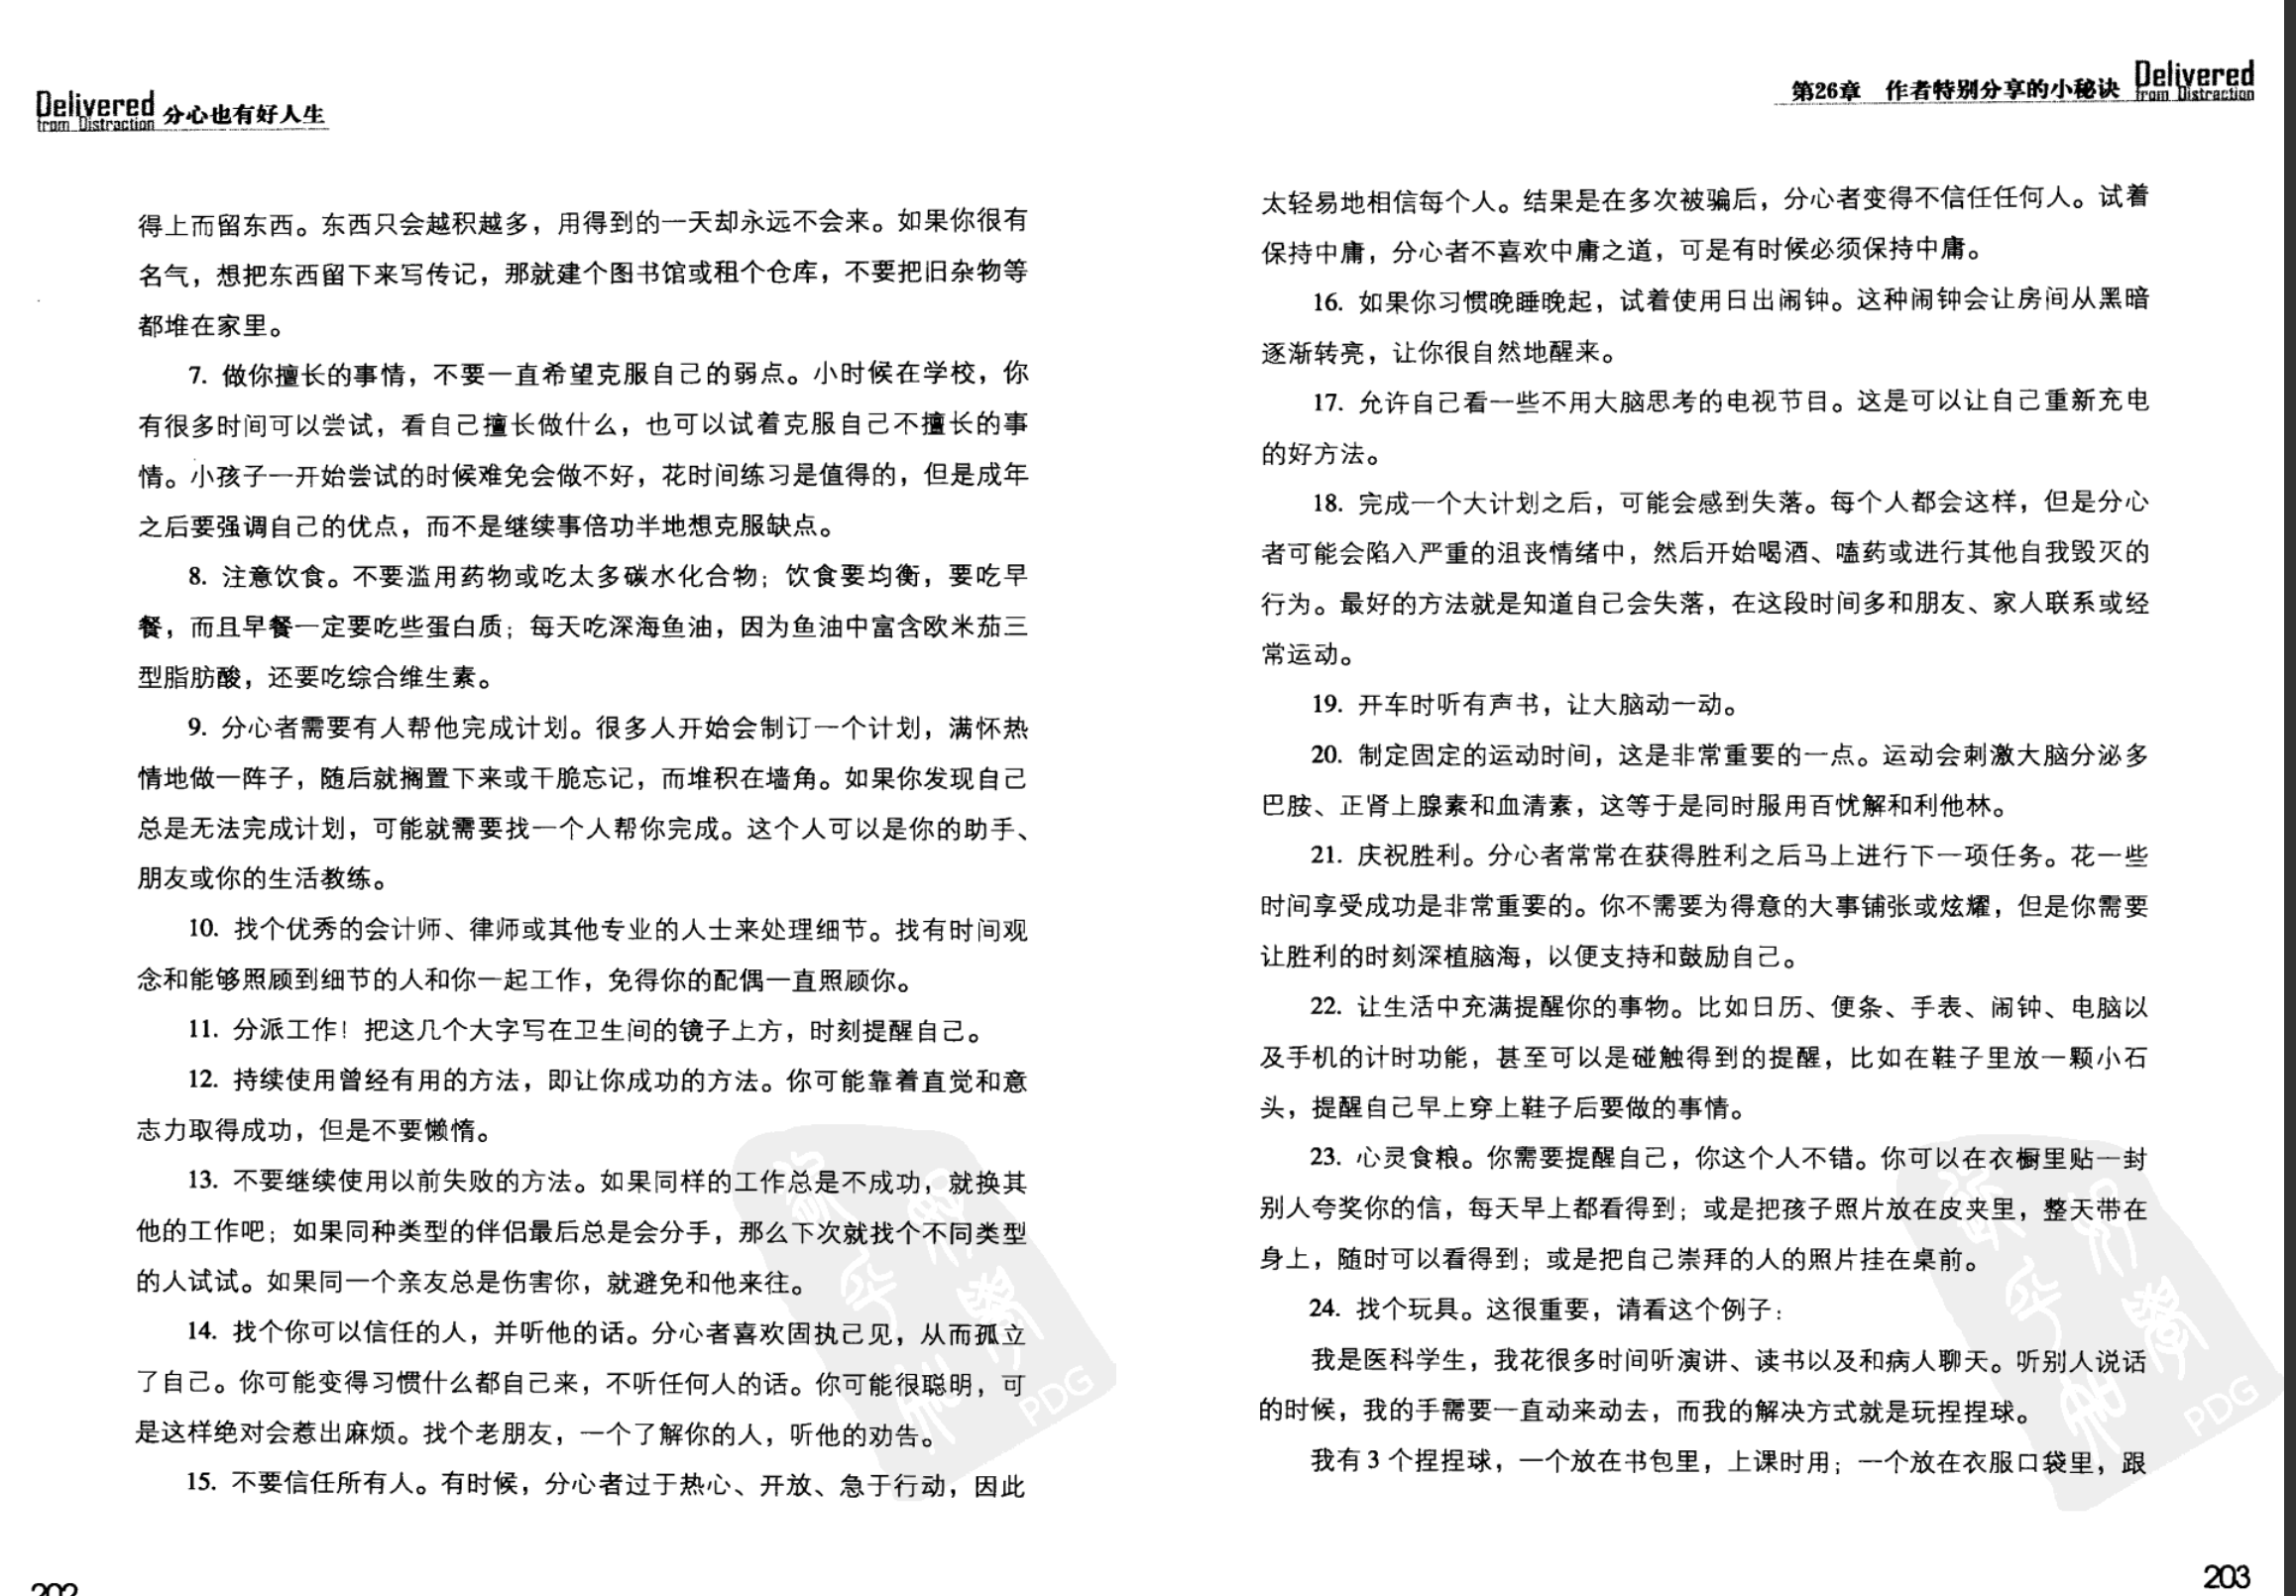 Delivered
from Distraction
分心也有好人生
得上而留东西。东西只会越积越多，用得到的一天却永远不会来。如果你很有
名气，想把东西留下来写传记，那就建个图书馆或租个仓库，不要把旧杂物等
都堆在家里。
7. 做你擅长的事情，不要一直希望克服自己的弱点。小时候在学校，你
有很多时间可以尝试，看自己擅长做什么，也可以试着克服自己不擅长的事
情。小孩子一开始尝试的时候难免会做不好，花时间练习是值得的，但是成年
之后要强调自己的优点，而不是继续事倍功半地想克服缺点。
8. 注意饮食。不要滥用药物或吃太多碳水化合物；饮食要均衡，要吃早
餐，而且早餐一定要吃些蛋白质；每天吃深海鱼油，因为鱼油中富含欧米茄三
型脂肪酸，还要吃综合维生素。
9. 分心者需要有人帮他完成计划。很多人开始会制订一个计划，满怀热
情地做一阵子，随后就搁置下来或干脆忘记，而堆积在墙角。如果你发现自己
总是无法完成计划，可能就需要找一个人帮你完成。这个人可以是你的助手、
朋友或你的生活教练。
10. 找个优秀的会计师、律师或其他专业的人士来处理细节。找有时间观
念和能够照顾到细节的人和你一起工作，免得你的配偶一直照顾你。
11. 分派工作！把这几个大字写在卫生间的镜子上方，时刻提醒自己。
12. 持续使用曾经有用的方法，即让你成功的方法。你可能靠着直觉和意
志力取得成功，但是不要懒惰。
13. 不要继续使用以前失败的方法。如果同样的工作总是不成功，就换其
他的工作吧；如果同种类型的伴侣最后总是会分手，那么下次就找个不同类型
的人试试。如果同一个亲友总是伤害你，就避免和他来往。
14. 找个你可以信任的人，并听他的话。分心者喜欢固执己见，从而孤立
了自己。你可能变得习惯什么都自己来，不听任何人的话。你可能很聪明，可
是这样绝对会惹出麻烦。找个老朋友，一个了解你的人，听他的劝告。
15. 不要信任所有人。有时候，分心者过于热心、开放、急于行动，因此
202
PDG
第26章 作者特别分享的小秘诀
Delivered
from Distraction
太轻易地相信每个人。结果是在多次被骗后，分心者变得不信任任何人。试着
保持中庸，分心者不喜欢中庸之道，可是有时候必须保持中庸。
16. 如果你习惯晚睡晚起，试着使用日出闹钟。这种闹钟会让房间从黑暗
逐渐转亮，让你很自然地醒来。
17. 允许自己看一些不用大脑思考的电视节目。这是可以让自己重新充电
的好方法。
18. 完成一个大计划之后，可能会感到失落。每个人都会这样，但是分心
者可能会陷入严重的沮丧情绪中，然后开始喝酒、嗑药或进行其他自我毁灭的
行为。最好的方法就是知道自己会失落，在这段时间多和朋友、家人联系或经
常运动。
19. 开车时听有声书，让大脑动一动。
20. 制定固定的运动时间，这是非常重要的一点。运动会刺激大脑分泌多
巴胺、正肾上腺素和血清素，这等于是同时服用百忧解和利他林。
21. 庆祝胜利。分心者常常在获得胜利之后马上进行下一项任务。花一些
时间享受成功是非常重要的。你不需要为得意的大事铺张或炫耀，但是你需要
让胜利的时刻深植脑海，以便支持和鼓励自己。
22. 让生活中充满提醒你的事物。比如日历、便条、手表、闹钟、电脑以
及手机的计时功能，甚至可以是碰触得到的提醒，比如在鞋子里放一颗小石
头，提醒自己早上穿上鞋子后要做的事情。
23. 心灵食粮。你需要提醒自己，你这个人不错。你可以在衣橱里贴一封
别人夸奖你的信，每天早上都看得到；或是把孩子照片放在皮夹里，整天带在
身上，随时可以看得到；或是把自己崇拜的人的照片挂在桌前。
24. 找个玩具。这很重要，请看这个例子：
我是医科学生，我花很多时间听演讲、读书以及和病人聊天。听别人说话
的时候，我的手需要一直动来动去，而我的解决方式就是玩捏捏球。
我有 3 个捏捏球，一个放在书包里，上课时用；一个放在衣服口袋里，跟
PDG
203